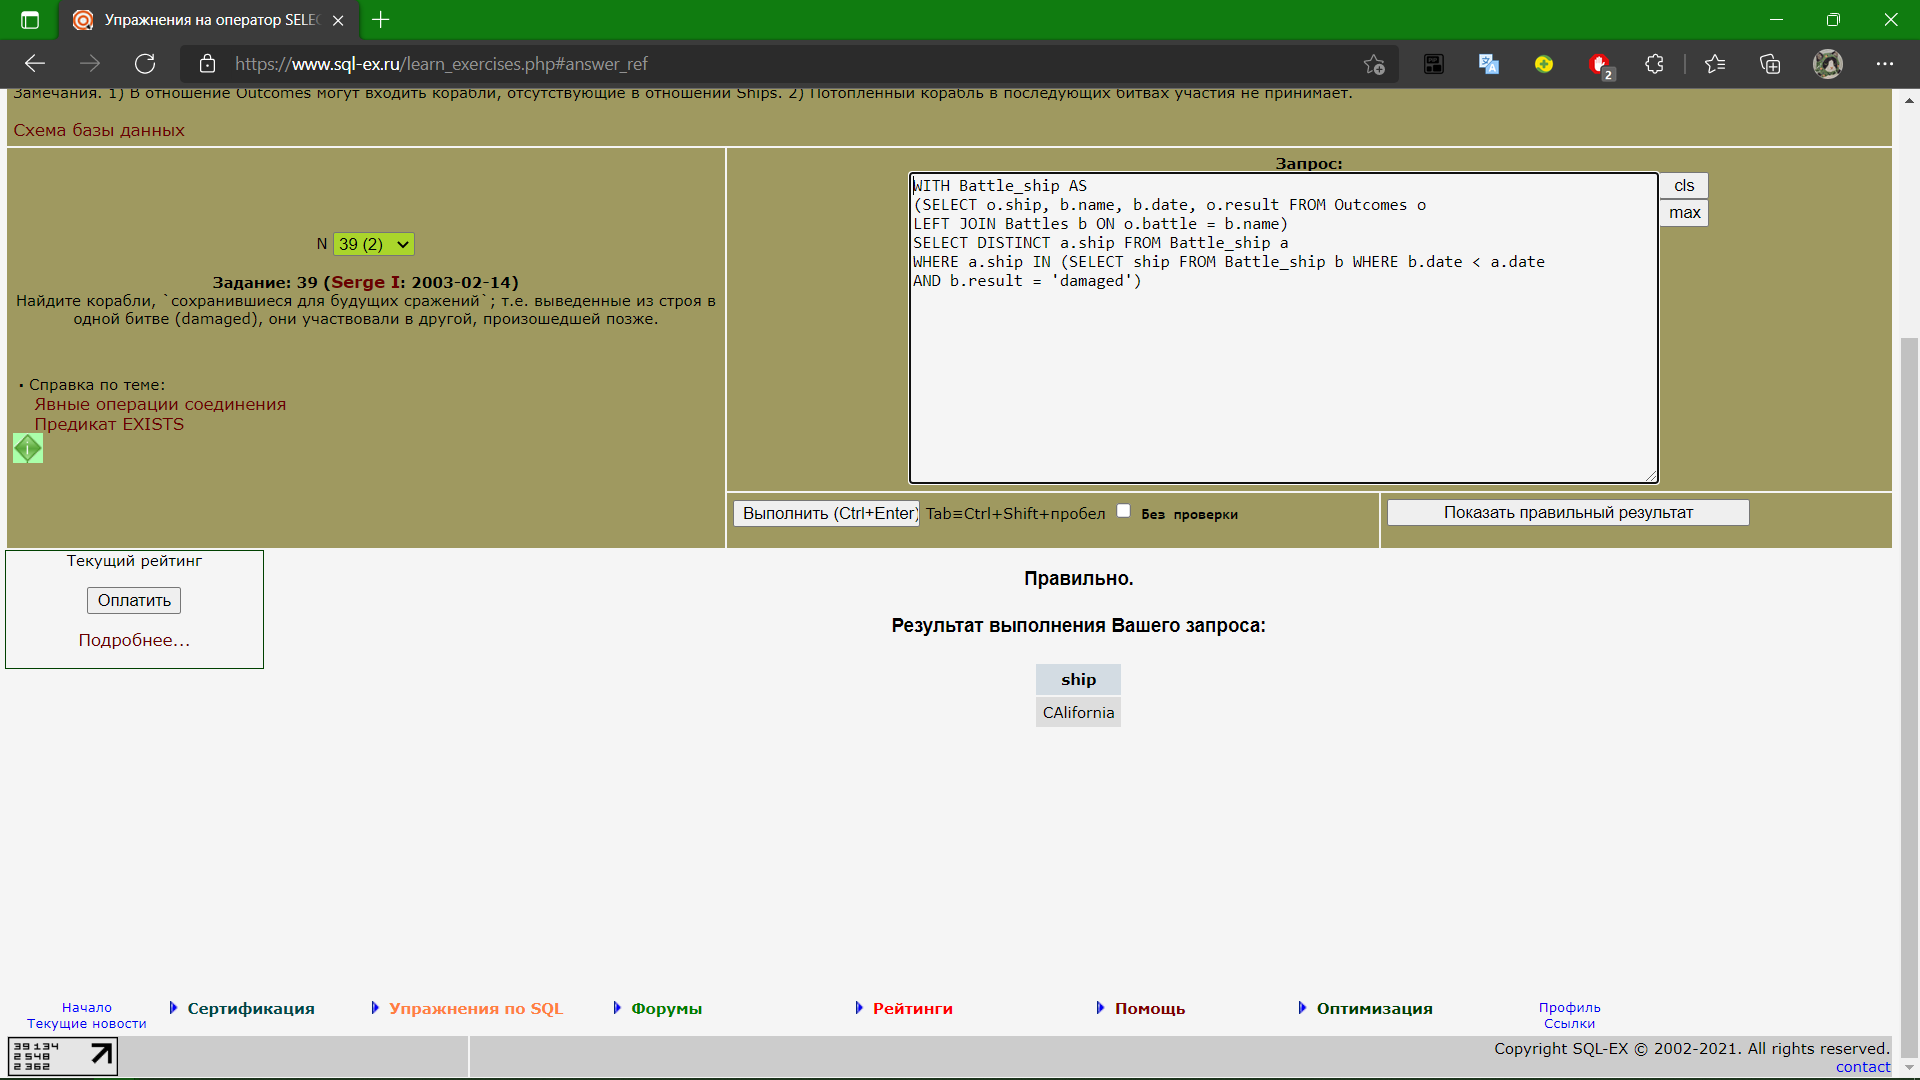 Упражнения на оператор SELEC
https://www.sql-ex.ru/learn_exercises.php#answer_ref
2
Замечания. 1) В отношение Outcomes могут входить корабли, отсутствующие в отношении Ships. 2) Потопленный корабль в последующих битвах участия не принимает.
Схема базы данных
Запрос:
WITH Battle_ship AS
(SELECT o.ship, b.name, b.date, o.result FROM Outcomes o
LEFT JOIN Battles b ON o.battle = b.name)
SELECT DISTINCT a.ship FROM Battle_ship a
WHERE a.ship IN (SELECT ship FROM Battle_ship b WHERE b.date < a.date
AND b.result = 'damaged')
cls
max
N 39 (2)
Задание: 39 (Serge I: 2003-02-14)
Найдите корабли, `сохранившиеся для будущих сражений`; т.е. выведенные из строя в
одной битве (damaged), они участвовали в другой, произошедшей позже.
• Справка по теме:
Явные операции соединения
Предикат EXISTS
Выполнить (Ctrl+Enter) Tab≡Ctrl+Shift+пробел Без проверки
Показать правильный результат
Текущий рейтинг
Оплатить
Подробнее...
Правильно.
Результат выполнения Вашего запроса:
ship
CAlifornia
Начало
Текущие новости
Сертификация
Упражнения по SQL
Форумы
Рейтинги
Помощь
Оптимизация
Профиль
Ссылки
39 134
2 548
2 362
Copyright SQL-EX © 2002-2021. All rights reserved.
contact